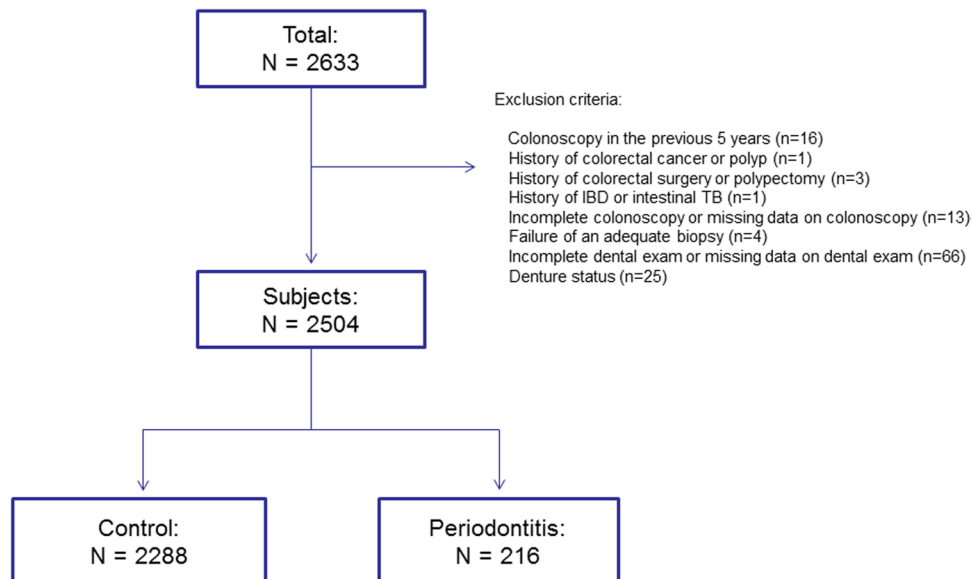 Total:
N = 2633
Exclusion criteria:
Colonoscopy in the previous 5 years (n=16)
History of colorectal cancer or polyp (n=1)
History of colorectal surgery or polypectomy (n=3)
History of IBD or intestinal TB (n=1)
Incomplete colonoscopy or missing data on colonoscopy (n=13)
Failure of an adequate biopsy (n=4)
Incomplete dental exam or missing data on dental exam (n=66)
Denture status (n=25)
Subjects:
N = 2504
Control:
N = 2288
Periodontitis:
N = 216